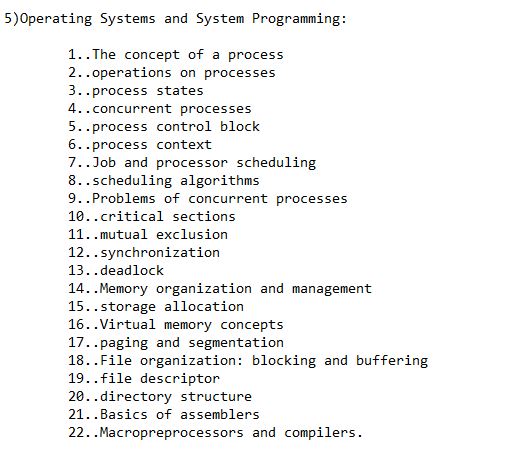 5)Operating Systems and System Programming:
1..The concept of a process
2..operations on processes
3..process states
4..concurrent processes
5..process control block
6..process context
7..Job and processor scheduling
8..scheduling algorithms
9..Problems of concurrent processes
10..critical sections
11..mutual exclusion
12..synchronization
13..deadlock
14..Memory organization and management
15..storage allocation
16..Virtual memory concepts
17..paging and segmentation
18..File organization: blocking and buffering
19..file descriptor
20..directory structure
21..Basics of assemblers
22..Macropreprocessors and compilers.